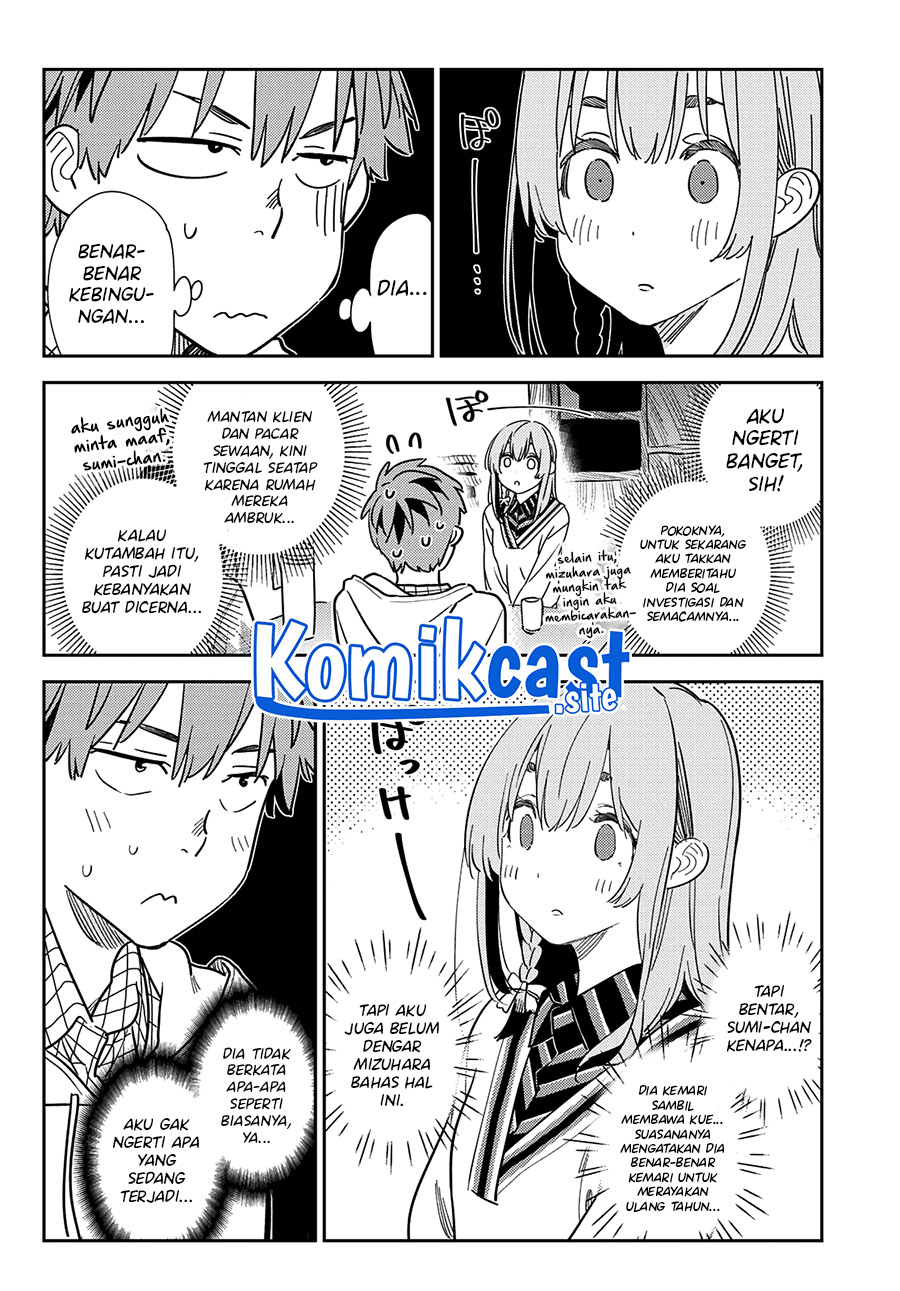 ぽ
ー
…
DIA...
BENAR-
BENAR
KEBINGU-
NGAN...
AKU
NGERTI
BANGET,
SIH!
POKOKNYA,
UNTUK SEKARANG
AKU TAKKAN
MEMBERITAHU
DIA SOAL
INVESTIGASI DAN
SEMACAMNYA...
selain itu,
mizuhara juga
mungkin tak
ingin aku
membicarakan-
nya.
ぽー
MANTAN KLIEN
DAN PACAR
SEWAAN, KINI
TINGGAL SEATAP
KARENA RUMAH
MEREKA
AMBRUK...
aku sungguh
minta maaf,
sumi-chan.
KALAU
KUTAMBAH ITU,
PASTI JADI
KEBANYAKAN
BUAT DICERNA...
Komikcast
.site
TAPI
BENTAR,
SUMI-CHAN
KENAPA...!?
DIA KEMARI
SAMBIL
MEMBAWA KUE...
SUASANANYA
MENGATAKAN DIA
BENAR-BENAR
KEMARI UNTUK
MERAYAKAN
ULANG TAHUN...
ぽっけー
TAPI AKU
JUGA BELUM
DENGAR
MIZUHARA
BAHAS HAL
INI.
DIA TIDAK
BERKATA
APA-APA
SEPERTI
BIASANYA,
YA...
AKU GAK
NGERTI APA
YANG
SEDANG
TERJADI...